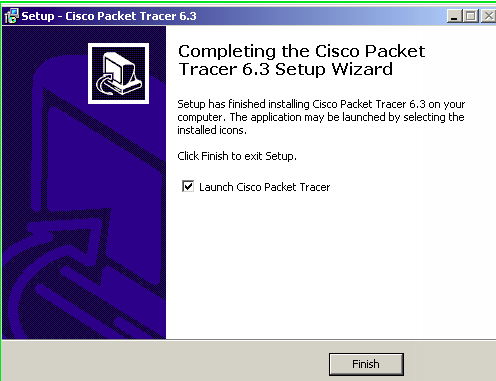 Setup - Cisco Packet Tracer 6.3
Completing the Cisco Packet
Tracer 6.3 Setup Wizard
Setup has finished installing Cisco Packet Tracer 6.3 on your
computer. The application may be launched by selecting the
installed icons.
Click Finish to exit Setup.
Launch Cisco Packet Tracer
Finish